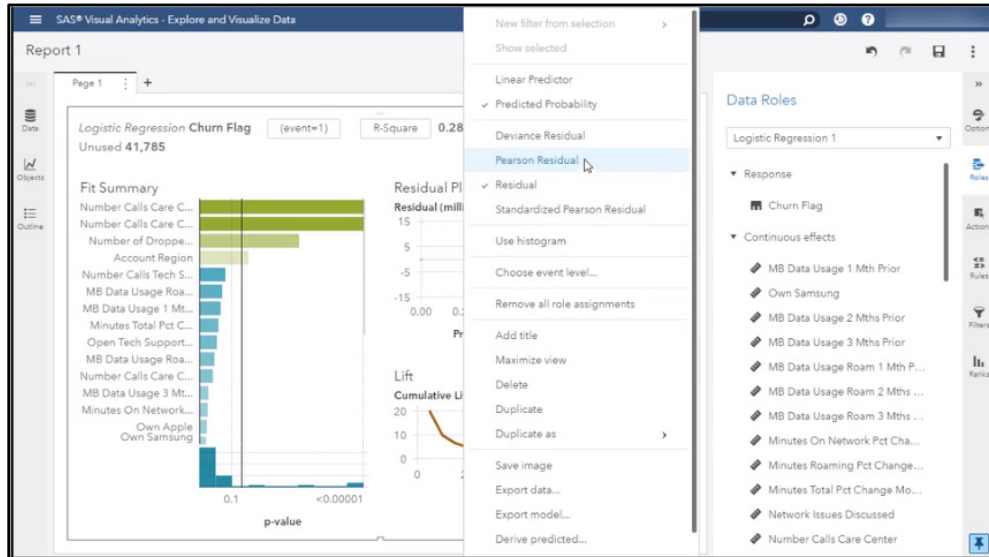 SAS® Visual Analytics - Explore and Visualize Data
Report 1
Page 1
Data
Objects
Outline
Logistic Regression Churn Flag (event=1) R-Square 0.28
Unused 41,785
Fit Summary
Number Calls Care C...
Number Calls Care C...
Number of Droppe...
Account Region
Number Calls Tech S...
MB Data Usage Roa...
MB Data Usage 1 Mt...
Minutes Total Pct C...
Open Tech Support...
MB Data Usage Roa...
Number Calls Care C...
MB Data Usage 3 Mt...
Minutes On Network...
Own Apple
Own Samsung
0.1 <0.00001
p-value
Residual Pl
Residual (mill
15
5
-5
-15
0.00 0.
Pr
Lift
Cumulative Li
20
10
0
0
New filter from selection
Show selected
Linear Predictor
Predicted Probability
Deviance Residual
Pearson Residual
Residual
Standardized Pearson Residual
Use histogram
Choose event level...
Remove all role assignments
Add title
Maximize view
Delete
Duplicate
Duplicate as
Save image
Export data...
Export model...
Derive predicted...
Data Roles
Logistic Regression 1
Response
Churn Flag
Continuous effects
MB Data Usage 1 Mth Prior
Own Samsung
MB Data Usage 2 Mths Prior
MB Data Usage 3 Mths Prior
MB Data Usage Roam 1 Mth P...
MB Data Usage Roam 2 Mths ...
MB Data Usage Roam 3 Mths ...
Minutes On Network Pct Cha...
Minutes Roaming Pct Change...
Minutes Total Pct Change Mo...
Network Issues Discussed
Number Calls Care Center
Option
Roles
Action
Rules
Filters
Ranks